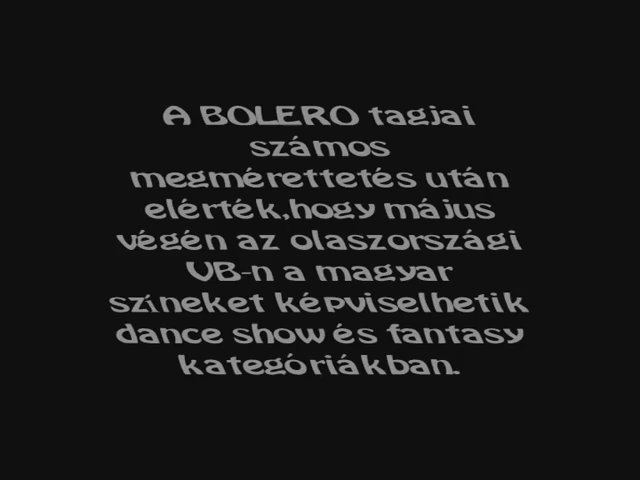 A BOLERO tagjai
számos
megmérettetés után
elérték,hogy május
végén az olaszországi
VB-n a magyar
színeket képviselhetik
dance show és fantasy
kategóriákban.